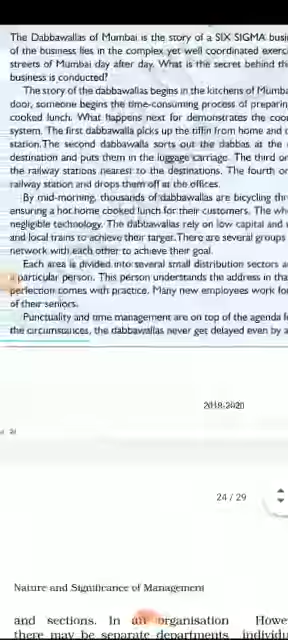 The Dabbawallas of Mumbai is the story of a SIX SIGMA busi
of the business lies in the complex yet well coordinated exerc
streets of Mumbai day after day. What is the secret behind th
business is conducted?
The story of the dabbawallas begins in the kitchens of Mumba
door, someone begins the time-consuming process of preparin
cooked lunch. What happens next for demonstrates the coor
system. The first dabbawalla picks up the tiffin from home and
station.The second dabbawalla sorts out the dabbas at the
destination and puts them in the luggage carriage. The third on
the railway stations nearest to the destinations. The fourth on
railway station and drops them off at the offices.
By mid-morning, thousands of dabbawallas are bicycling thr
ensuring a hot home cooked lunch for their customers. The wh
negligible technology. The dabbawallas rely on low capital and
and local trains to achieve their target.There are several groups
network with each other to achieve their goal.
Each area is divided into several small distribution sectors a
a particular person. This person understands the address in tha
perfection comes with practice. Many new employees work fo
of their seniors.
Punctuality and time management are on top of the agenda
the circumstances, the dabbawallas never get delayed even by a
2018-2020
24 / 29
Nature and Significance of Management
and sections. In an organisation Howe
there may be separate departments individu